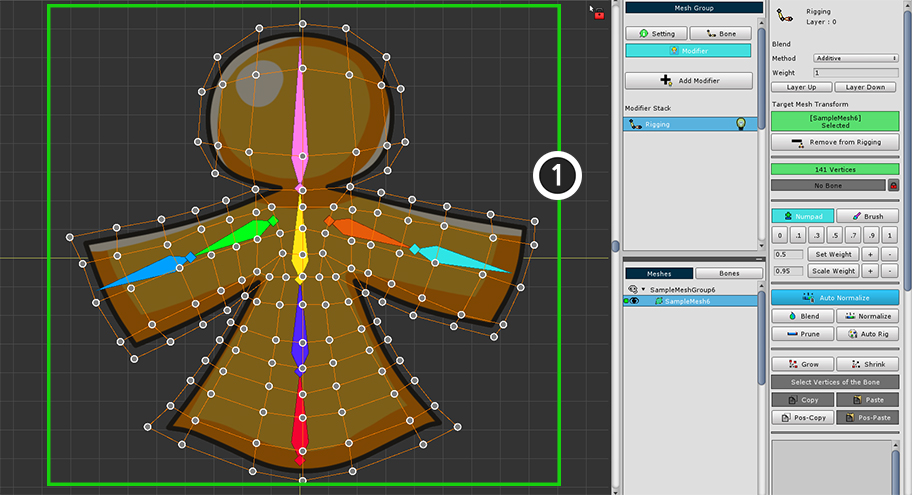 1
Mesh Group
Setting
Bone
Modifier
Add Modifier
Modifier Stack
Rigging
Meshes
Bones
SampleMeshGroup6
SampleMesh6
Rigging
Layer : 0
Blend
Method
Additive
Weight
1
Layer Up
Layer Down
Target Mesh Transform
[SampleMesh6]
Selected
Remove from Rigging
141 Vertices
No Bone
Numpad
Brush
0 .1 .3 .5 .7 .9 1
0.5 Set Weight + -
0.95 Scale Weight + -
Auto Normalize
Blend
Normalize
Prune
Auto Rig
Grow
Shrink
Select Vertices of the Bone
Copy
Paste
Pos-Copy
Pos-Paste